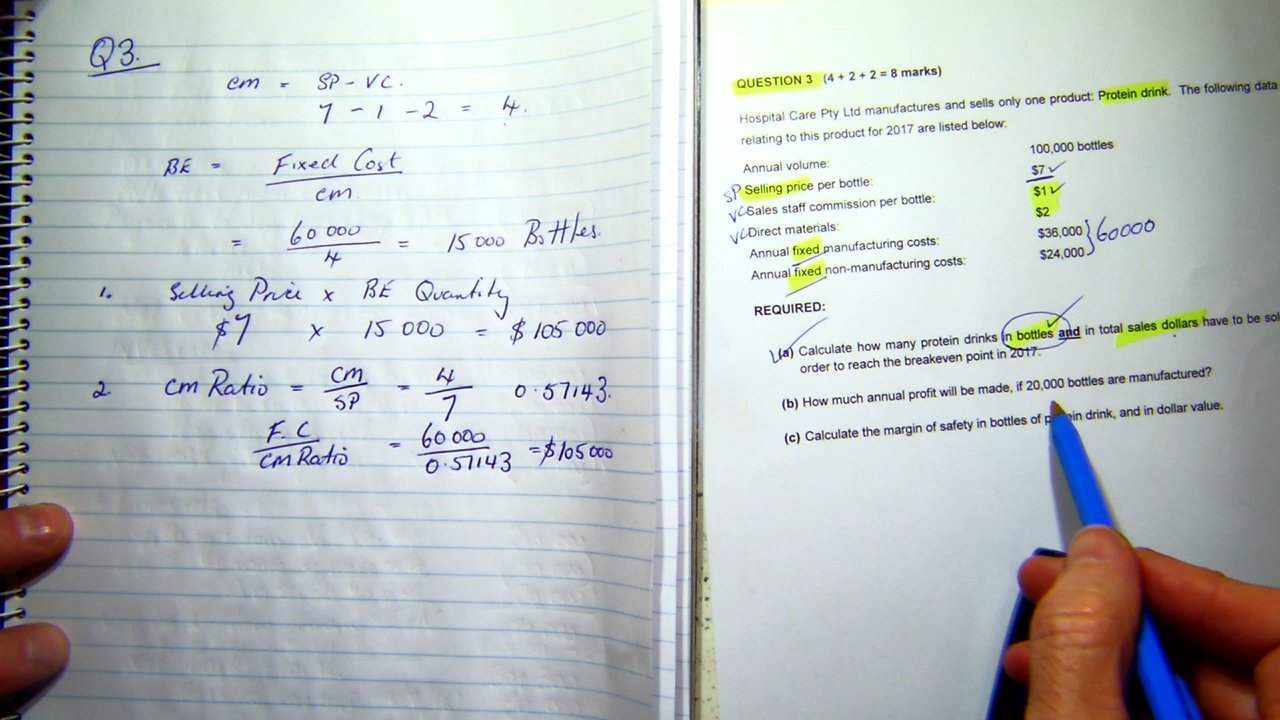 Q3.
cm = SP - VC.
7 - 1 - 2 = 4.
BE = Fixed Cost
cm
= 60 000 = 15 000 Bottles.
4
1. Selling Price x BE Quantity
$7 x 15 000 = $105 000
2. cm Ratio = CM = 4 0.57143.
SP 7
F.C = 60 000 = $105 000
cm Ratio 0.57143
QUESTION 3 (4 + 2 + 2 = 8 marks)
Hospital Care Pty Ltd manufactures and sells only one product: Protein drink. The following data
relating to this product for 2017 are listed below:
Annual volume: 100,000 bottles
SP Selling price per bottle: $7 ✓
VC Sales staff commission per bottle: $1 ✓
VC Direct materials: $2
Annual fixed manufacturing costs: $36,000 } 60000
Annual fixed non-manufacturing costs: $24,000
REQUIRED:
(a) Calculate how many protein drinks in bottles and in total sales dollars have to be
order to reach the breakeven point in 2017.
(b) How much annual profit will be made, if 20,000 bottles are manufactured?
(c) Calculate the margin of safety in bottles of protein drink, and in dollar value.